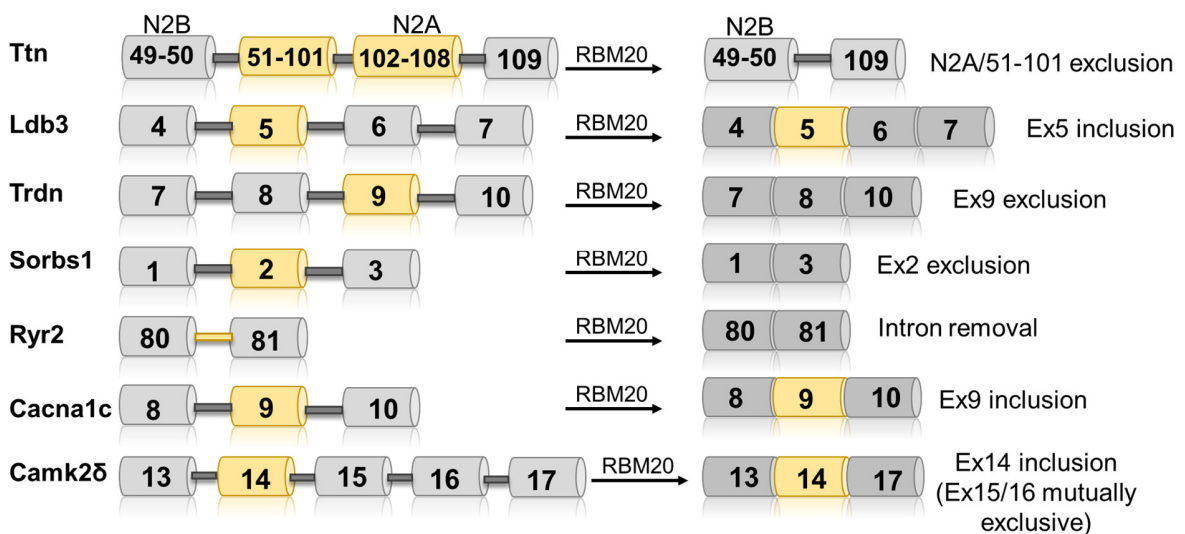 N2B N2A N2B
Ttn 49-50 51-101 102-108 109 RBM20 49-50 109 N2A/51-101 exclusion
Ldb3 4 5 6 7 RBM20 4 5 6 7 Ex5 inclusion
Trdn 7 8 9 10 RBM20 7 8 10 Ex9 exclusion
Sorbs1 1 2 3 RBM20 1 3 Ex2 exclusion
Ryr2 80 81 RBM20 80 81 Intron removal
Cacna1c 8 9 10 RBM20 8 9 10 Ex9 inclusion
Camk2δ 13 14 15 16 17 RBM20 13 14 17 Ex14 inclusion
(Ex15/16 mutually
exclusive)